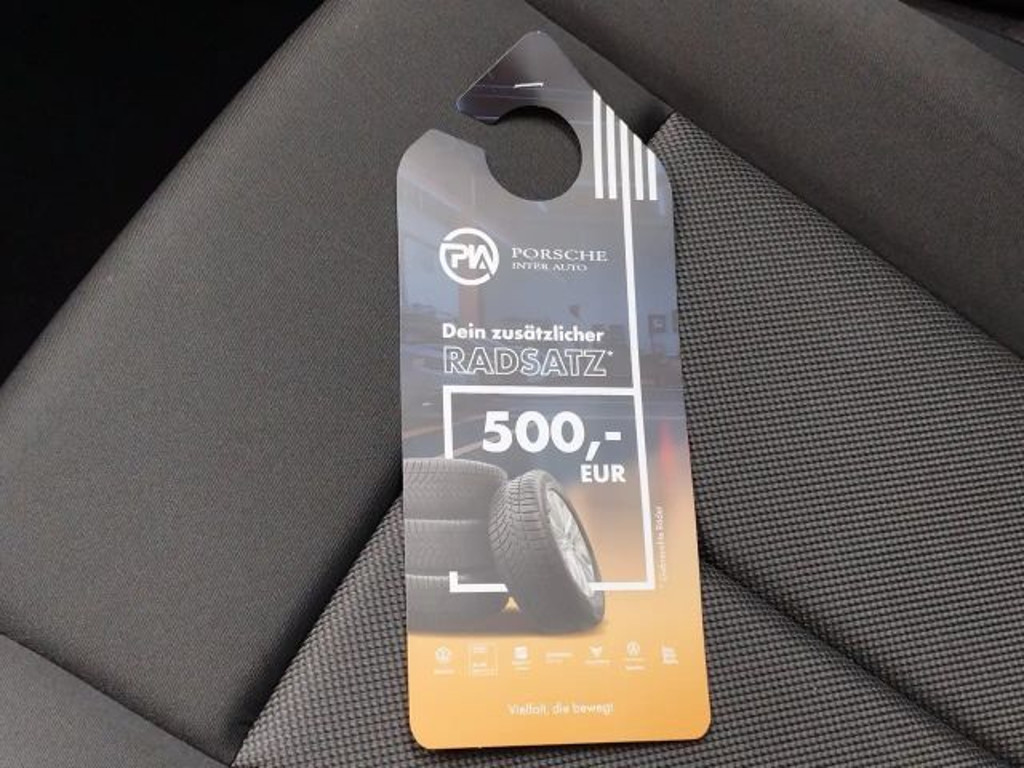 PIA
PORSCHE
INTER AUTO
Dein zusätzlicher
RADSATZ*
500,-
EUR
Vielfalt, die bewegt